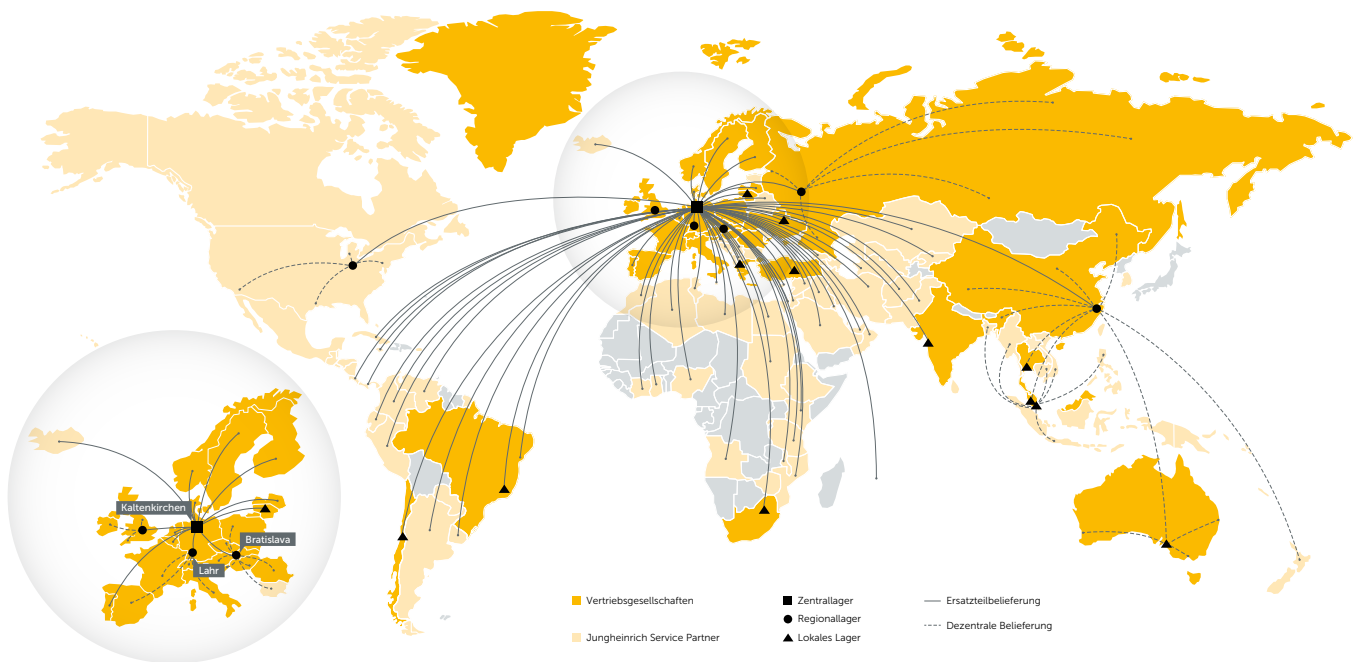 Kaltenkirchen
Bratislava
Lahr
Vertriebsgesellschaften
Jungheinrich Service Partner
Zentrallager
Regionallager
Lokales Lager
Ersatzteilbelieferung
Dezentrale Belieferung